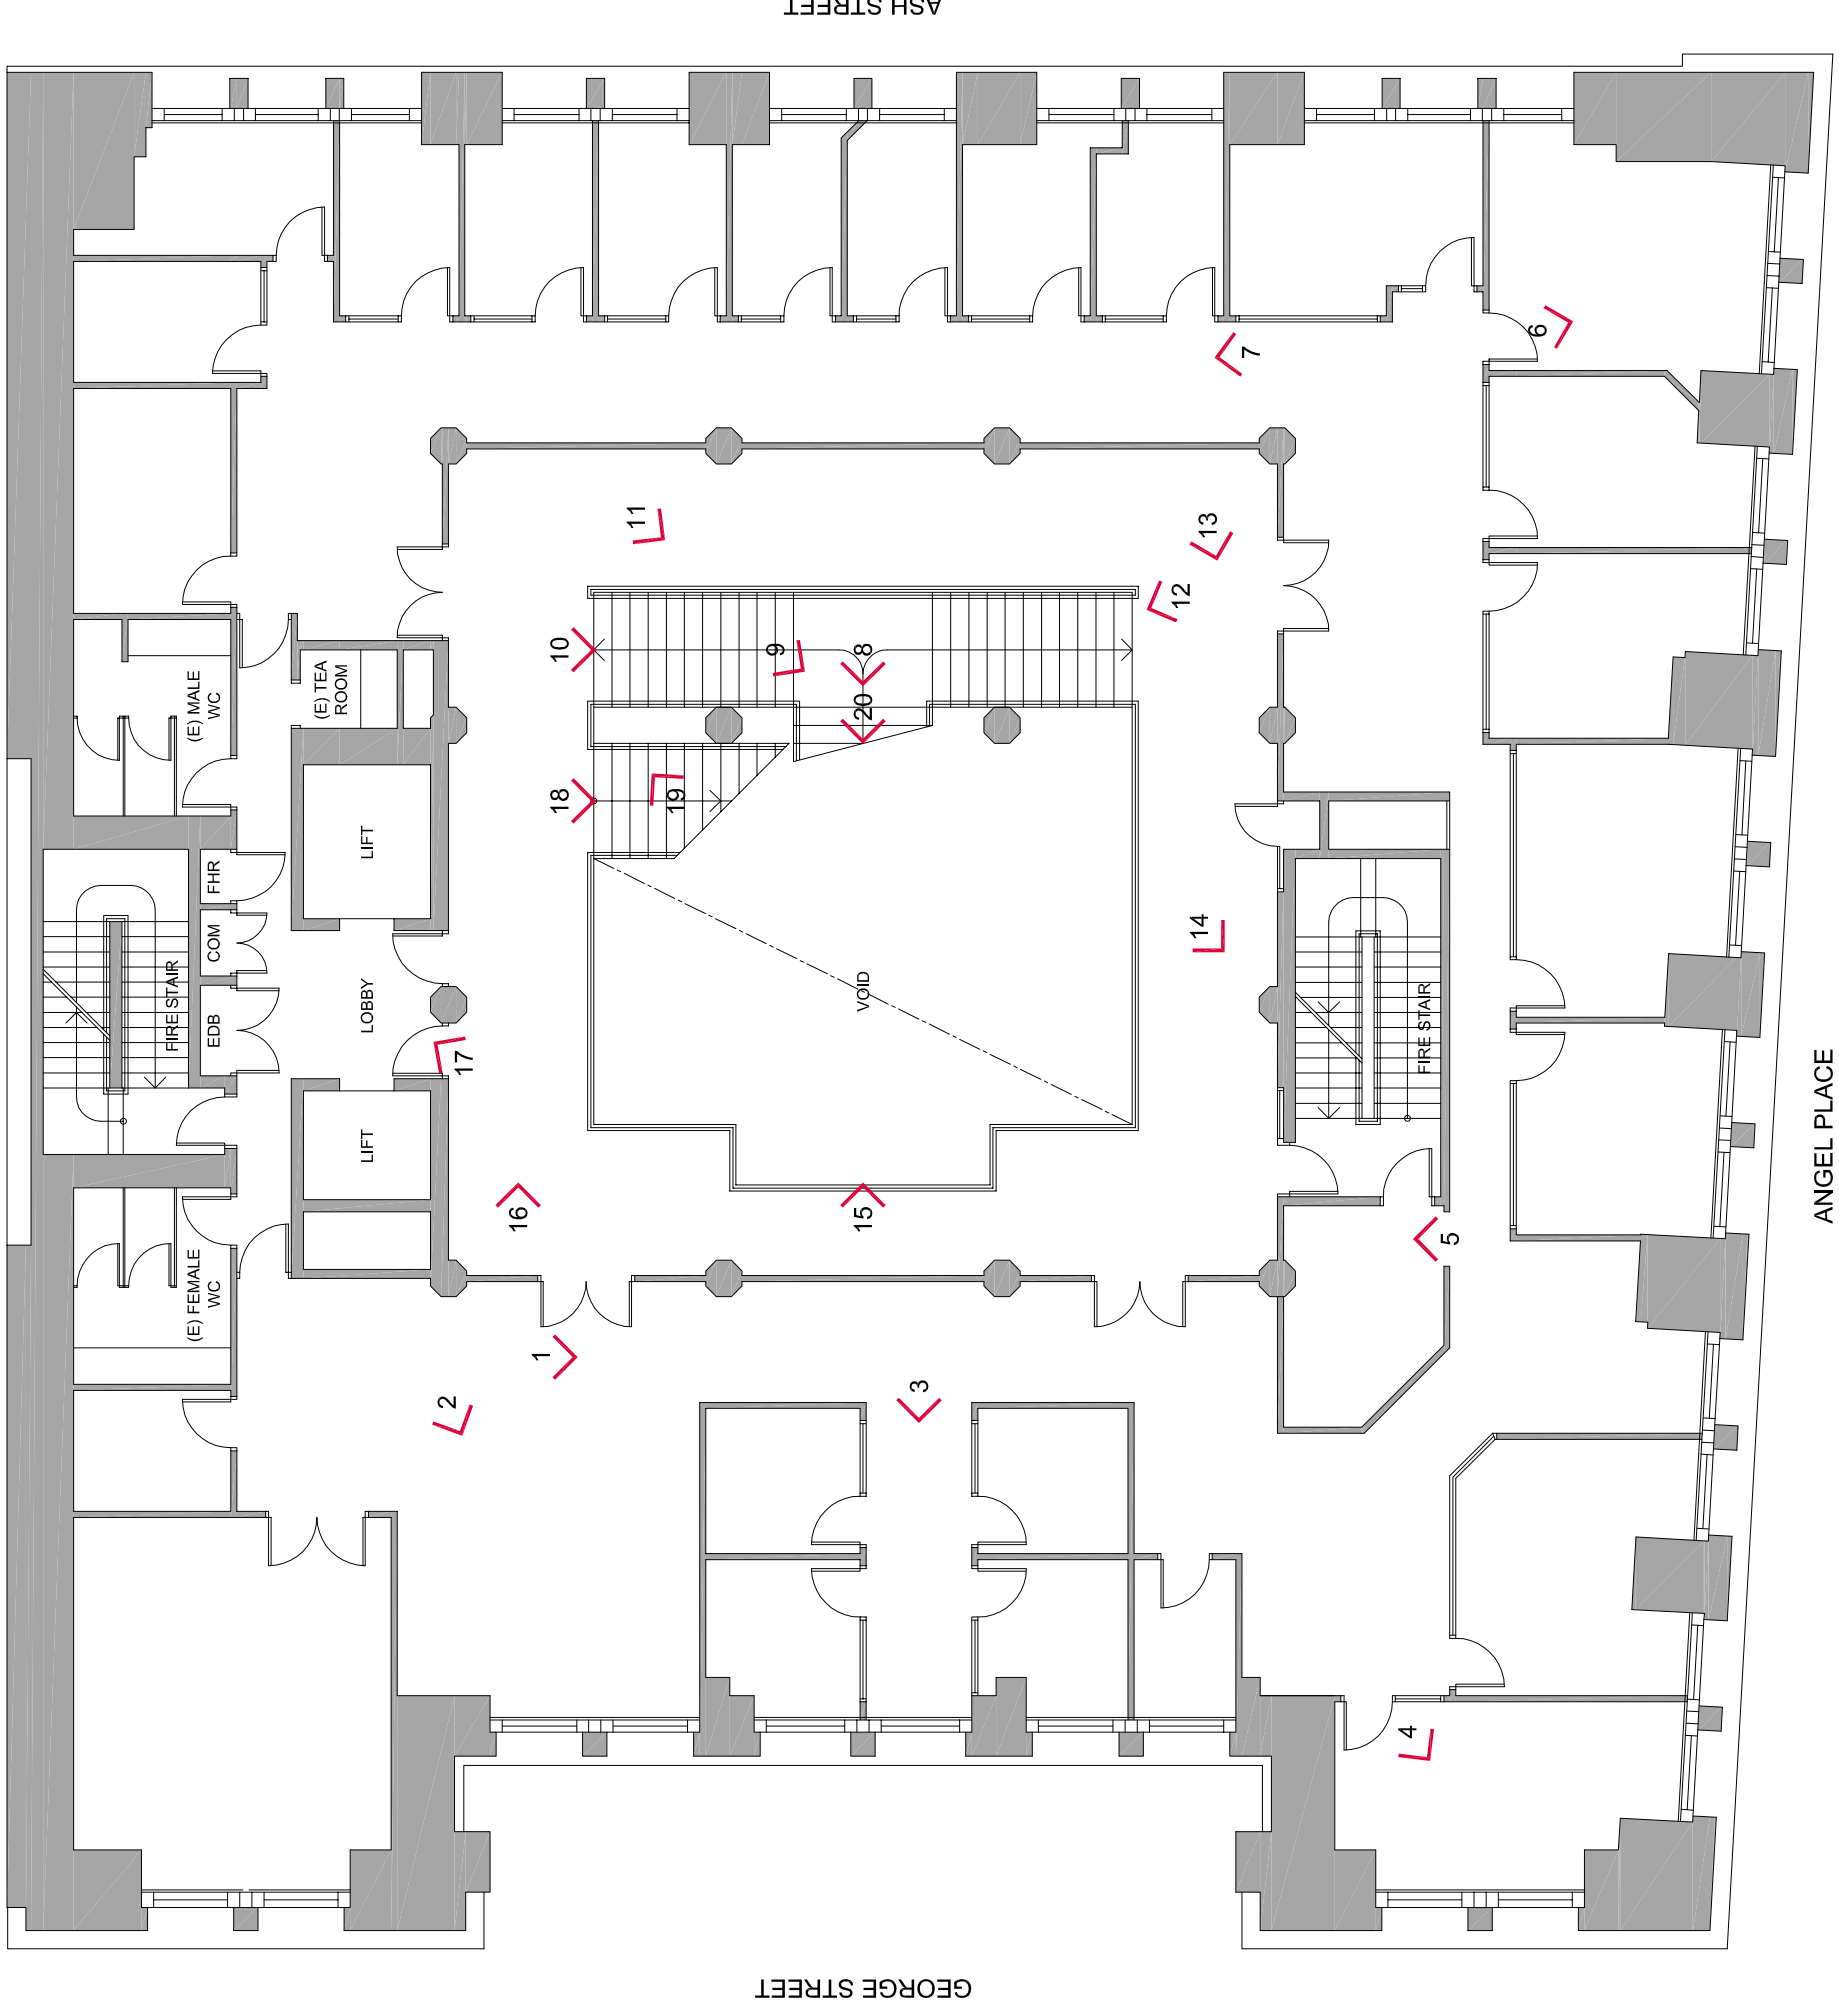 ASH STREET
7
6
11
13
12
10
9
8
20
18
19
(E) TEA
ROOM
(E) MALE
WC
LIFT
FHR
COM
EDB
FIRE STAIR
LOBBY
VOID
14
FIRE STAIR
17
LIFT
16
15
5
(E) FEMALE
WC
1
2
3
4
ANGEL PLACE
GEORGE STREET